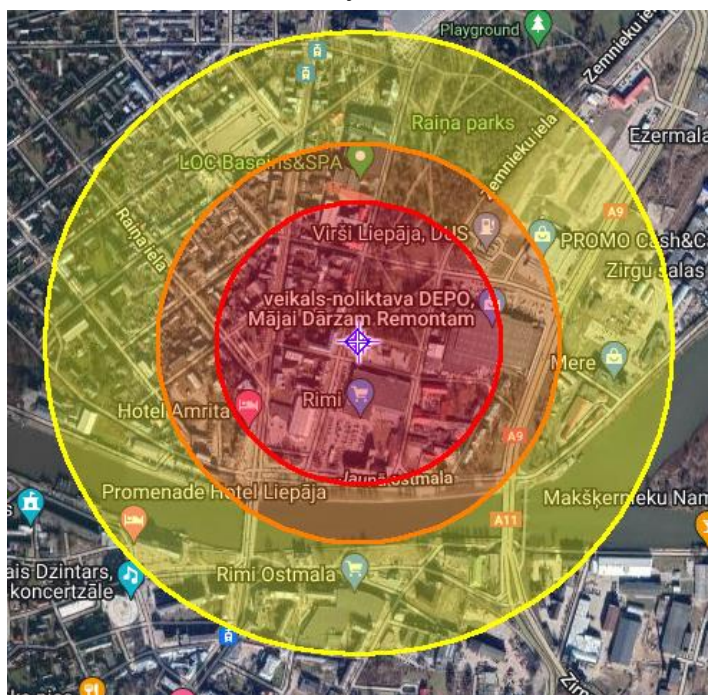 Playground
Zemnieku iela
Raiņa parks
Ezermala
LOC Baseins&SPA
Zemnieku iela
A9
Raiņa iela
Virši Liepāja, DUS
PROMO Cash&Ca
Zirgu salas
veikals-noliktava DEPO,
Mājai Dārzam Remontam
Mere
Rimi
Hotel Amrita
A9
Jaunā ostmala
Promenade Hotel Liepāja
Makšķernieku Nam
s
A11
ais Dzintars,
koncertzāle
Rimi Ostmala